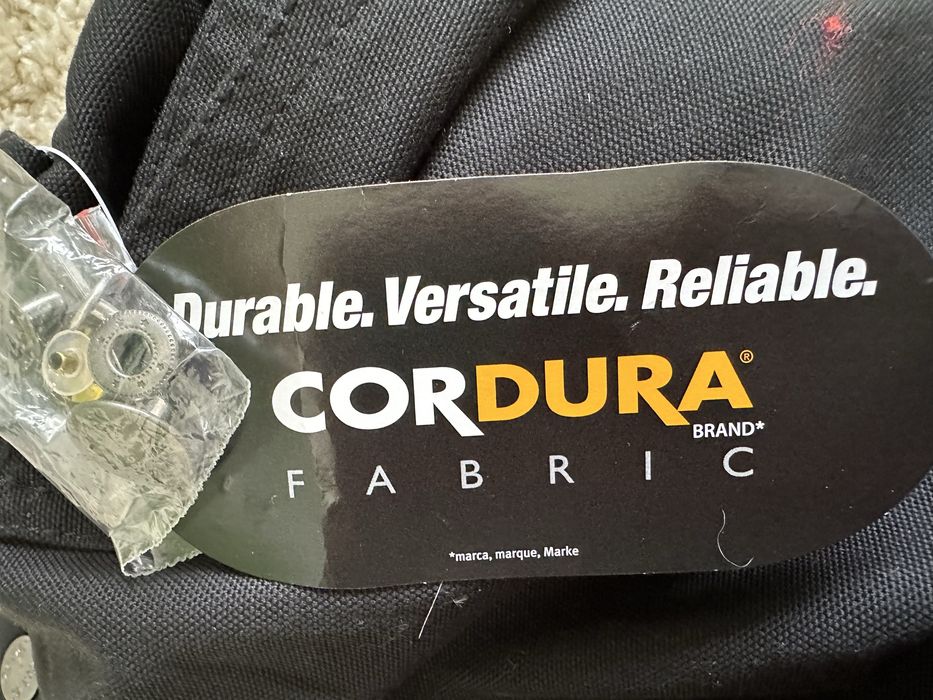 Durable. Versatile. Reliable.
CORDURA®
BRAND*
FABRIC
*marca, marque, Marke